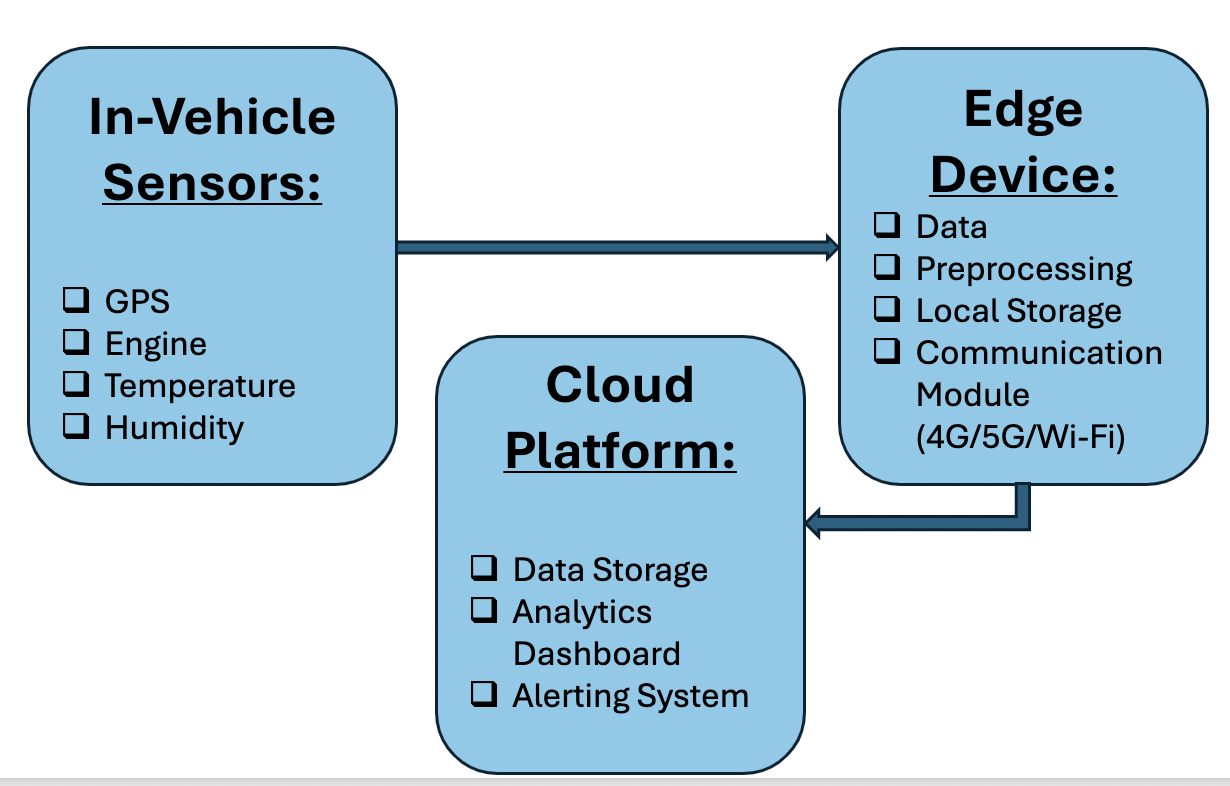 In-Vehicle
Sensors:
❑ GPS
❑ Engine
❑ Temperature
❑ Humidity
Edge
Device:
❑ Data
❑ Preprocessing
❑ Local Storage
❑ Communication
Module
(4G/5G/Wi-Fi)
Cloud
Platform:
❑ Data Storage
❑ Analytics
Dashboard
❑ Alerting System